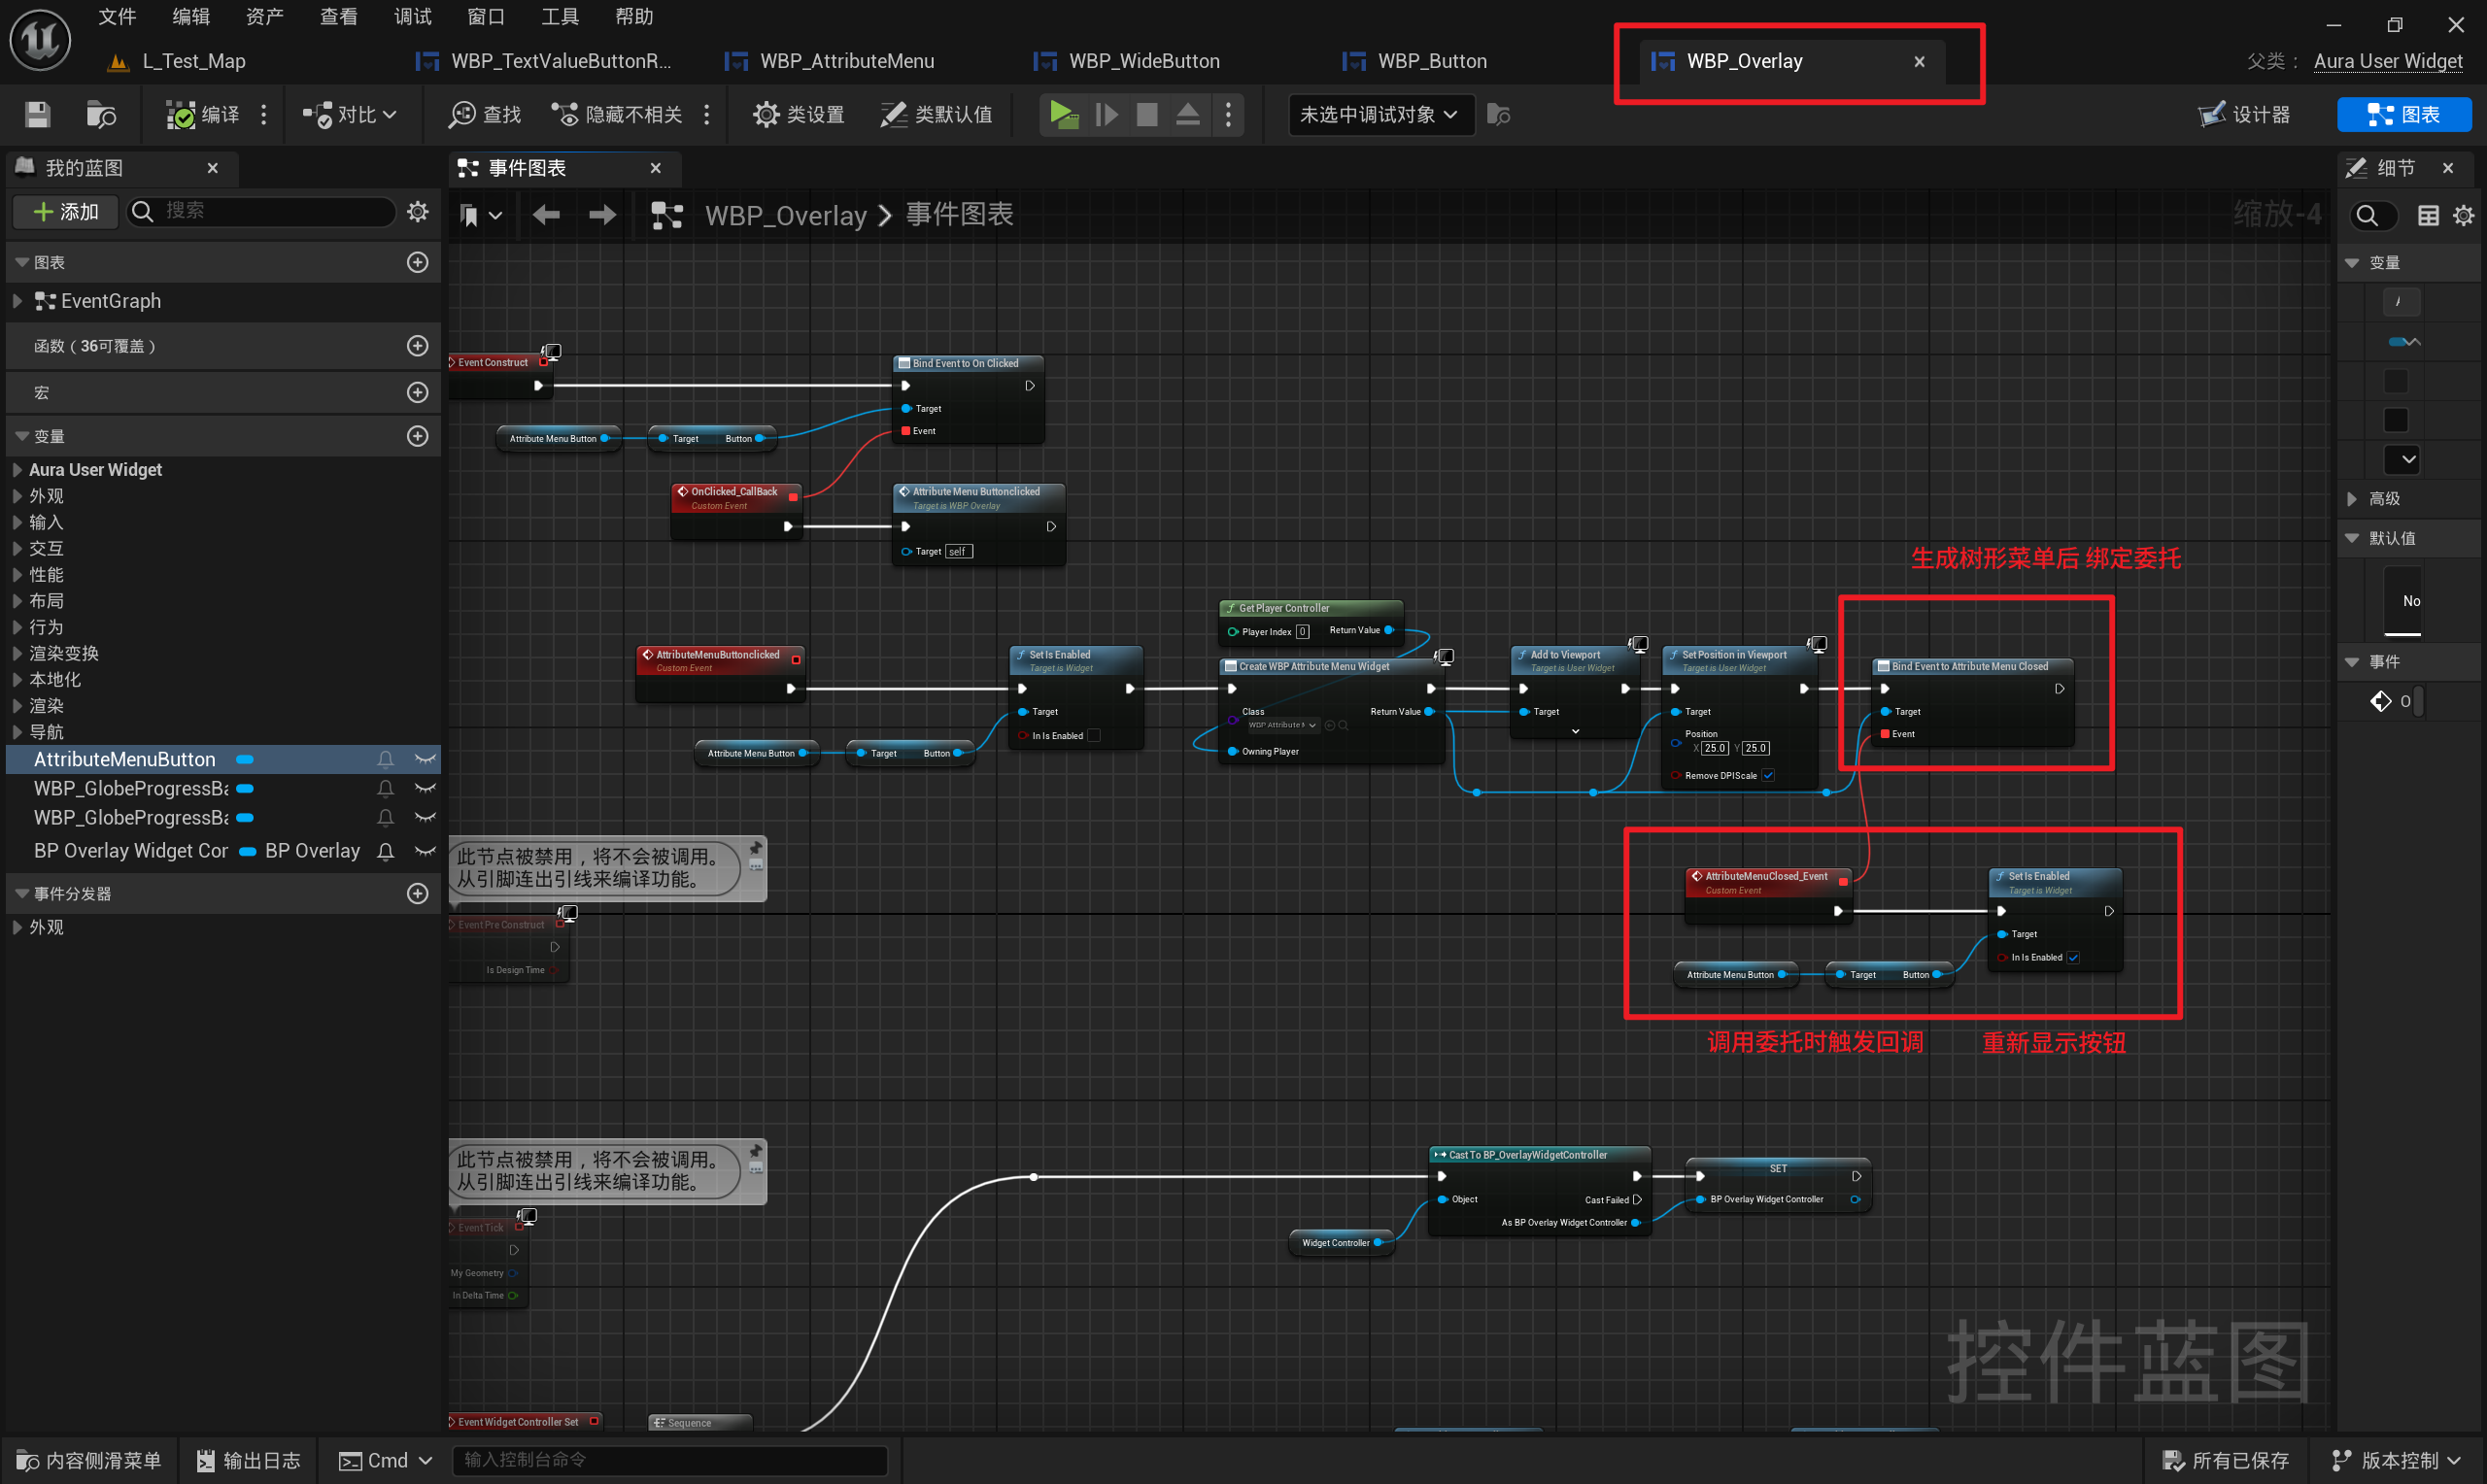 文件 编辑 资产 查看 调试 窗口 工具 帮助
L_Test_Map WBP_TextValueButtonR... WBP_AttributeMenu WBP_WideButton WBP_Button WBP_Overlay 父类： Aura User Widget
编译 对比 查找 隐藏不相关 类设置 类默认值 未选中调试对象 设计器 图表
我的蓝图 事件图表 细节
添加 搜索 WBP_Overlay 事件图表 缩放-4
图表
EventGraph
函数（36可覆盖）
宏
变量
Aura User Widget
外观
输入
交互
性能
布局
行为
渲染变换
本地化
渲染
导航
AttributeMenuButton
WBP_GlobeProgressBa
WBP_GlobeProgressBa
BP Overlay Widget Cor BP Overlay
事件分发器
外观
Event Construct
Bind Event to On Clicked
Target
Event
Attribute Menu Button
Target Button
OnClicked_CallBack
Custom Event
Attribute Menu Buttonclicked
Target is WBP Overlay
Target self
生成树形菜单后 绑定委托
AttributeMenuButtonclicked
Custom Event
Set Is Enabled
Target is Widget
Target
In Is Enabled
Attribute Menu Button
Target Button
Get Player Controller
Player Index 0 Return Value
Create WBP Attribute Menu Widget
Class Return Value
WBP Attribute M
Owning Player
Add to Viewport
Target is User Widget
Target
Set Position in Viewport
Target is User Widget
Target
Position
X 25.0 Y 25.0
Remove DPIScale
Bind Event to Attribute Menu Closed
Target
Event
AttributeMenuClosed_Event
Custom Event
Set Is Enabled
Target is Widget
Target
In Is Enabled
Attribute Menu Button
Target Button
调用委托时触发回调 重新显示按钮
此节点被禁用，将不会被调用。
从引脚连出引线来编译功能。
Event Pre Construct
Is Design Time
此节点被禁用，将不会被调用。
从引脚连出引线来编译功能。
Event Tick
My Geometry
In Delta Time
Cast To BP_OverlayWidgetController
Object
Cast Failed
As BP Overlay Widget Controller
Widget Controller
SET
BP Overlay Widget Controller
Event Widget Controller Set
Sequence
控件蓝图
变量
高级
默认值
No
事件
O
内容侧滑菜单 输出日志 Cmd 输入控制台命令 所有已保存 版本控制